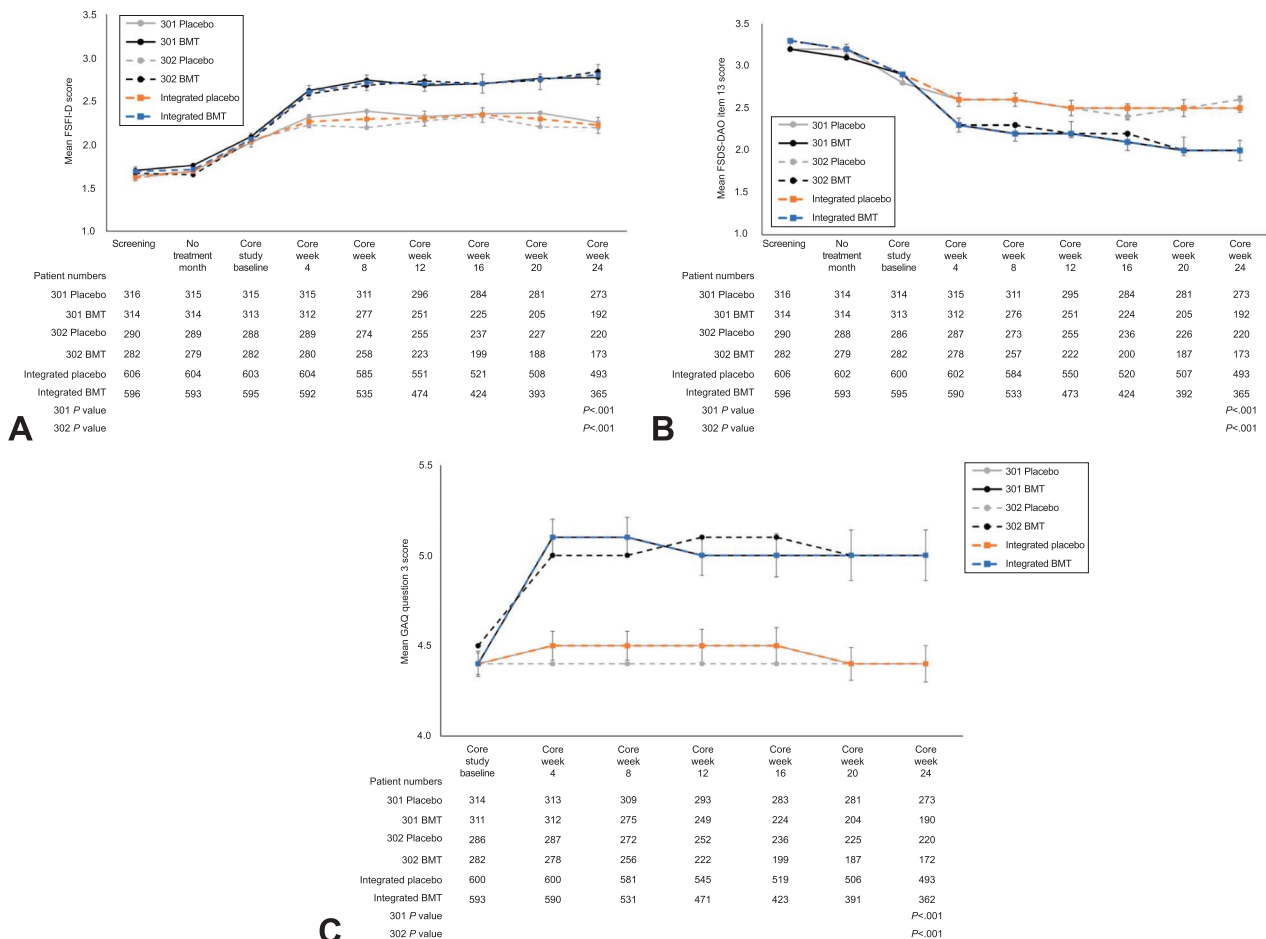 3.5
3.0
2.5
2.0
1.5
1.0
Mean FSFI-D score
301 Placebo
301 BMT
302 Placebo
302 BMT
Integrated placebo
Integrated BMT
Screening No treatment month Core study baseline Core week 4 Core week 8 Core week 12 Core week 16 Core week 20 Core week 24
Patient numbers
301 Placebo 316 315 315 315 311 296 284 281 273
301 BMT 314 314 313 312 277 251 225 205 192
302 Placebo 290 289 288 289 274 255 237 227 220
302 BMT 282 279 282 280 258 223 199 188 173
Integrated placebo 606 604 603 604 585 551 521 508 493
Integrated BMT 596 593 595 592 535 474 424 393 365
301 P value P<.001
302 P value P<.001
A
3.5
3.0
2.5
2.0
1.5
1.0
Mean FSDS-DAO item 13 score
301 Placebo
301 BMT
302 Placebo
302 BMT
Integrated placebo
Integrated BMT
Screening No treatment month Core study baseline Core week 4 Core week 8 Core week 12 Core week 16 Core week 20 Core week 24
Patient numbers
301 Placebo 316 314 314 315 311 295 284 281 273
301 BMT 314 314 313 312 276 251 224 205 192
302 Placebo 290 288 286 287 273 255 236 226 220
302 BMT 282 279 282 278 257 222 200 187 173
Integrated placebo 606 602 600 602 584 550 520 507 493
Integrated BMT 596 593 595 590 533 473 424 392 365
301 P value P<.001
302 P value P<.001
B
5.5
5.0
4.5
4.0
Mean GAQ question 3 score
301 Placebo
301 BMT
302 Placebo
302 BMT
Integrated placebo
Integrated BMT
Core study baseline Core week 4 Core week 8 Core week 12 Core week 16 Core week 20 Core week 24
Patient numbers
301 Placebo 314 313 309 293 283 281 273
301 BMT 311 312 275 249 224 204 190
302 Placebo 286 287 272 252 236 225 220
302 BMT 282 278 256 222 199 187 172
Integrated placebo 600 600 581 545 519 506 493
Integrated BMT 593 590 531 471 423 391 362
301 P value P<.001
302 P value P<.001
C